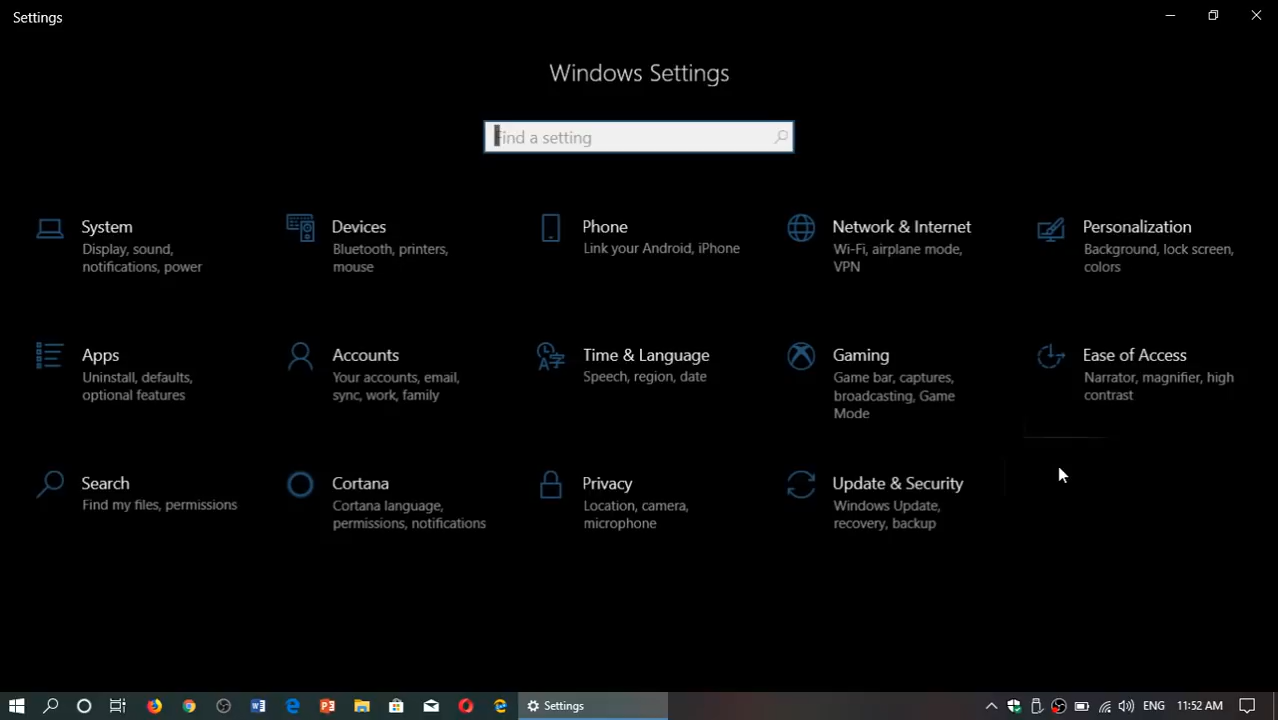 Settings
Windows Settings
Find a setting
System
Display, sound,
notifications, power
Devices
Bluetooth, printers,
mouse
Phone
Link your Android, iPhone
Network & Internet
Wi-Fi, airplane mode,
VPN
Personalization
Background, lock screen,
colors
Apps
Uninstall, defaults,
optional features
Accounts
Your accounts, email,
sync, work, family
Time & Language
Speech, region, date
Gaming
Game bar, captures,
broadcasting, Game
Mode
Ease of Access
Narrator, magnifier, high
contrast
Search
Find my files, permissions
Cortana
Cortana language,
permissions, notifications
Privacy
Location, camera,
microphone
Update & Security
Windows Update,
recovery, backup
Settings
ENG
11:52 AM